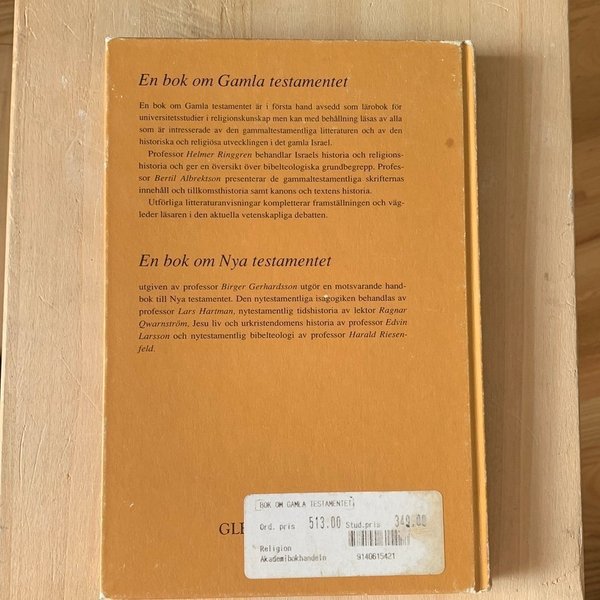 En bok om Gamla testamentet
En bok om Gamla testamentet är i första hand avsedd som lärobok för
universitetsstudier i religionskunskap men kan med behållning läsas av alla
som är intresserade av den gammaltestamentliga litteraturen och av den
historiska och religiösa utvecklingen i det gamla Israel.
Professor Helmer Ringgren behandlar Israels historia och religions-
historia och ger en översikt över bibelteologiska grundbegrepp. Profes-
sor Bertil Albrektson presenterar de gammaltestamentliga skrifternas
innehåll och tillkomsthistoria samt kanons och textens historia.
Utförliga litteraturanvisningar kompletterar framställningen och väg-
leder läsaren i den aktuella vetenskapliga debatten.
En bok om Nya testamentet
utgiven av professor Birger Gerhardsson utgör en motsvarande hand-
bok till Nya testamentet. Den nytestamentliga isagogiken behandlas av
professor Lars Hartman, nytestamentlig tidshistoria av lektor Ragnar
Qwarnström, Jesu liv och urkristendomens historia av professor Edvin
Larsson och nytestamentlig bibelteologi av professor Harald Riesen-
feld.
BOK OM GAMLA TESTAMENTET
Ord. pris 513.00 Stud.pris 349.00
GLE
Religion
Akademibokhandeln 9140615421